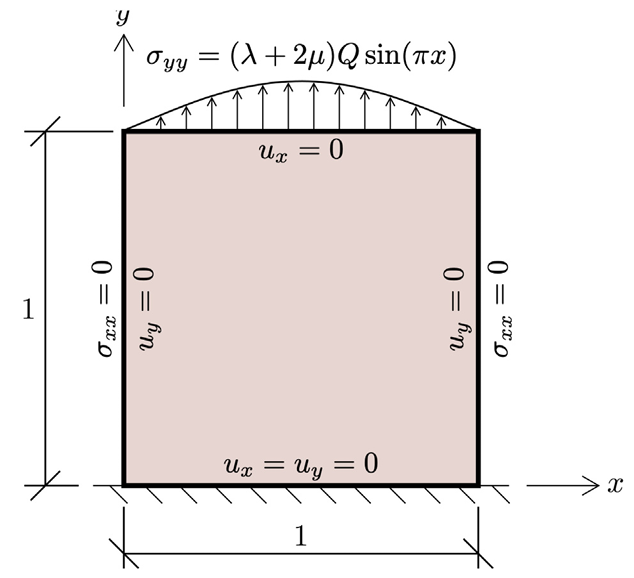 y
σ_yy = (λ + 2μ)Q sin(πx)
u_x = 0
1
σ_xx = 0
u_y = 0
u_y = 0
σ_xx = 0
u_x = u_y = 0
x
1